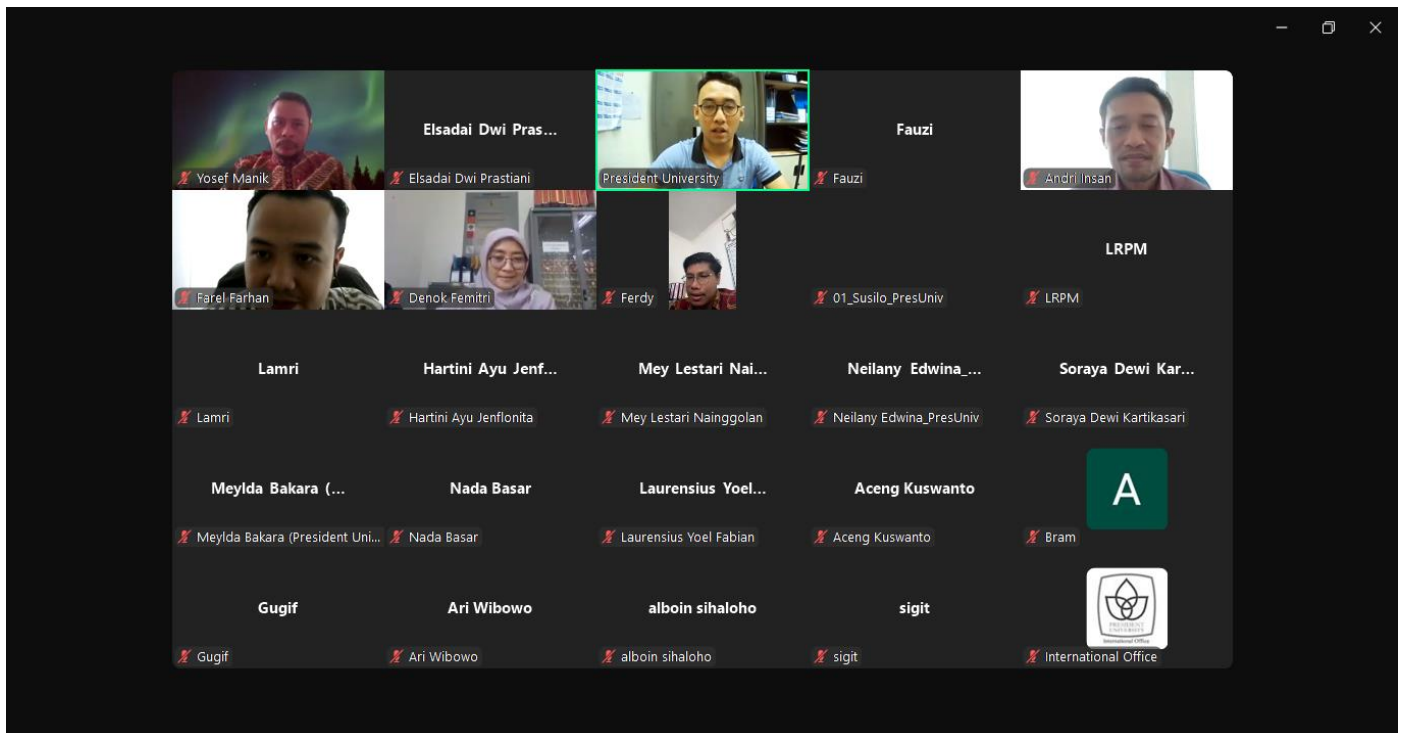 Yosef Manik
Elsadai Dwi Pras...
Elsadai Dwi Prastiani
President University
Fauzi
Fauzi
Andri Insan
Farel Farhan
Denok Femitri
Ferdy
01_Susilo_PresUniv
LRPM
LRPM
Lamri
Lamri
Hartini Ayu Jenf...
Hartini Ayu Jenflonita
Mey Lestari Nai...
Mey Lestari Nainggolan
Neilany Edwina_...
Neilany Edwina_PresUniv
Soraya Dewi Kar...
Soraya Dewi Kartikasari
Meylda Bakara (...
Meylda Bakara (President Uni...
Nada Basar
Nada Basar
Laurensius Yoel...
Laurensius Yoel Fabian
Aceng Kuswanto
Aceng Kuswanto
A
Bram
Gugif
Gugif
Ari Wibowo
Ari Wibowo
alboin sihaloho
alboin sihaloho
sigit
sigit
PRESIDENT
UNIVERSITY
International Office
International Office